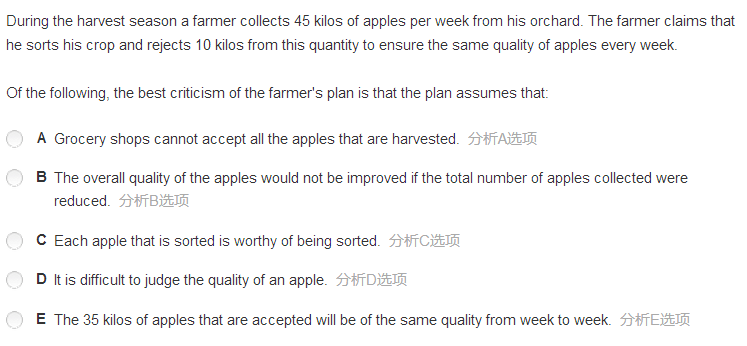 During the harvest season a farmer collects 45 kilos of apples per week from his orchard. The farmer claims that
he sorts his crop and rejects 10 kilos from this quantity to ensure the same quality of apples every week.
Of the following, the best criticism of the farmer's plan is that the plan assumes that:
A Grocery shops cannot accept all the apples that are harvested. 分析A选项
B The overall quality of the apples would not be improved if the total number of apples collected were
reduced. 分析B选项
C Each apple that is sorted is worthy of being sorted. 分析C选项
D It is difficult to judge the quality of an apple. 分析D选项
E The 35 kilos of apples that are accepted will be of the same quality from week to week. 分析E选项